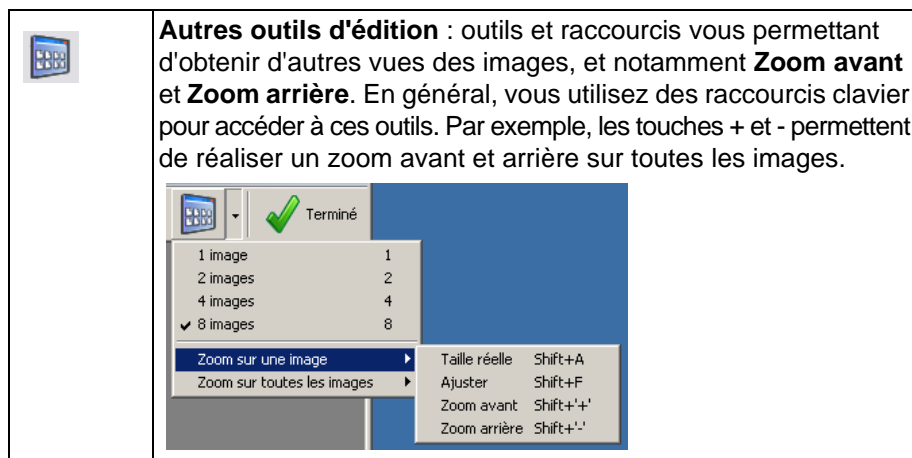 Autres outils d'édition : outils et raccourcis vous permettant
d'obtenir d'autres vues des images, et notamment Zoom avant
et Zoom arrière. En général, vous utilisez des raccourcis clavier
pour accéder à ces outils. Par exemple, les touches + et - permettent
de réaliser un zoom avant et arrière sur toutes les images.
Terminé
1 image 1
2 images 2
4 images 4
8 images 8
Zoom sur une image
Zoom sur toutes les images
Taille réelle Shift+A
Ajuster Shift+F
Zoom avant Shift+'+'
Zoom arrière Shift+'-'